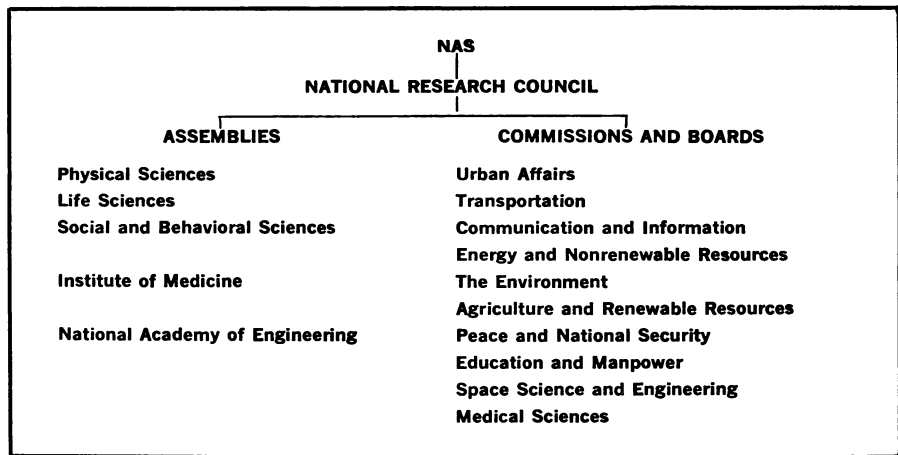 NAS
NATIONAL RESEARCH COUNCIL
ASSEMBLIES
Physical Sciences
Life Sciences
Social and Behavioral Sciences
Institute of Medicine
National Academy of Engineering
COMMISSIONS AND BOARDS
Urban Affairs
Transportation
Communication and Information
Energy and Nonrenewable Resources
The Environment
Agriculture and Renewable Resources
Peace and National Security
Education and Manpower
Space Science and Engineering
Medical Sciences